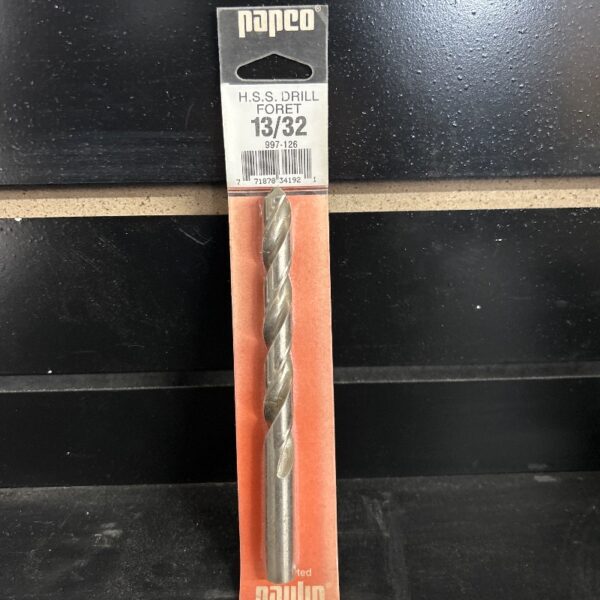 papco®
H.S.S. DRILL
FORET
13/32
997-126
7 71878 34192 1